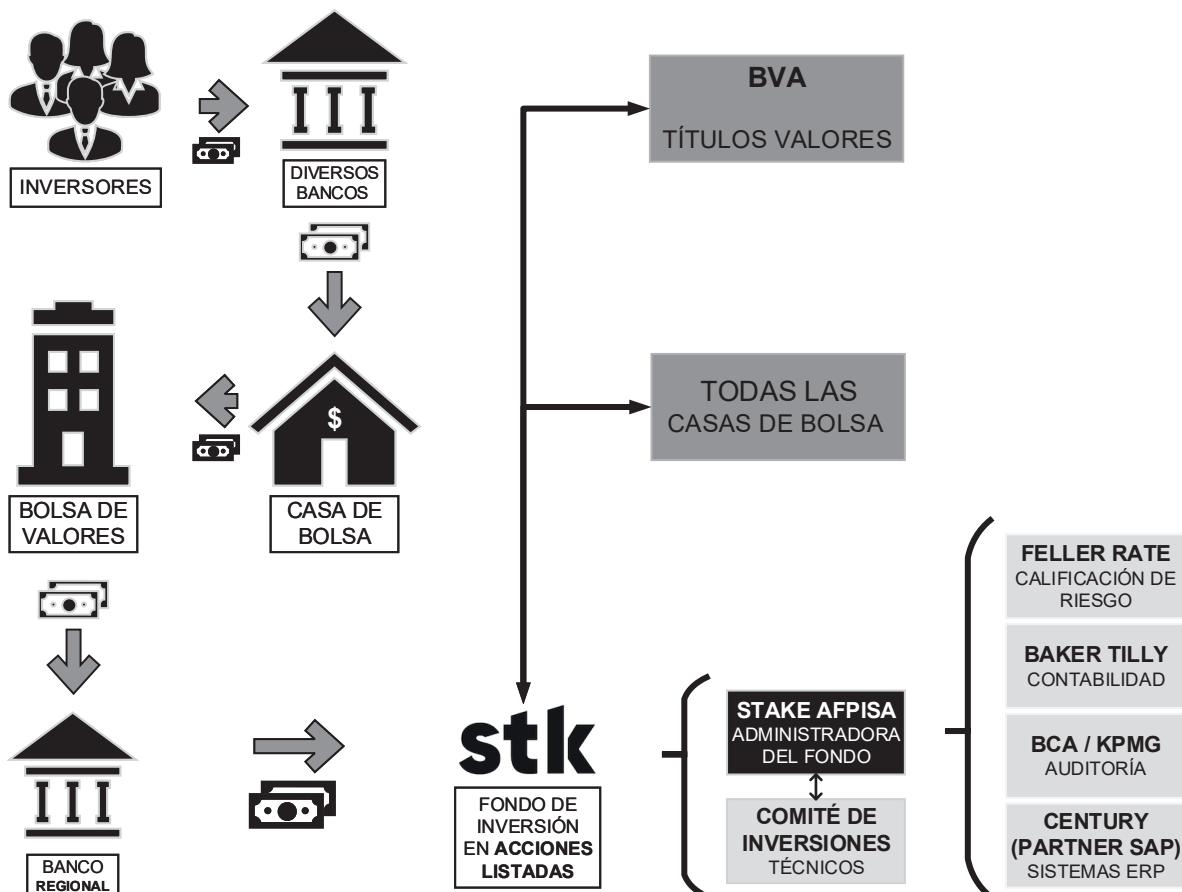 INVERSORES
DIVERSOS
BANCOS
$
BOLSA DE
VALORES
CASA DE
BOLSA
BANCO
REGIONAL
BVA
TÍTULOS VALORES
TODAS LAS
CASAS DE BOLSA
stk
FONDO DE
INVERSIÓN
EN ACCIONES
LISTADAS
STAKE AFPISA
ADMINISTRADORA
DEL FONDO
COMITÉ DE
INVERSIONES
TÉCNICOS
FELLER RATE
CALIFICACIÓN DE
RIESGO
BAKER TILLY
CONTABILIDAD
BCA / KPMG
AUDITORÍA
CENTURY
(PARTNER SAP)
SISTEMAS ERP